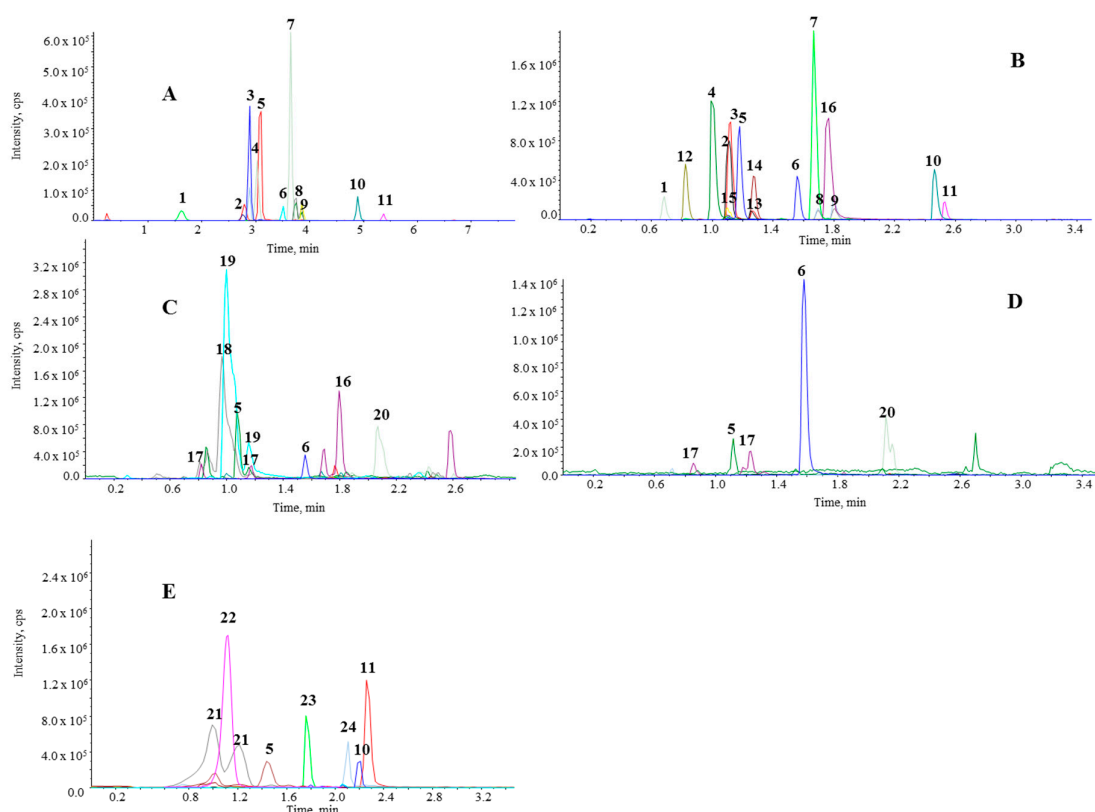 A
Intensity, cps
6.0 x 10⁵
5.0 x 10⁵
4.0 x 10⁵
3.0 x 10⁵
2.0 x 10⁵
1.0 x 10⁵
0.0
1
2
3
4
5
6
7
8
9
10
11
1 2 3 4 5 6 7
Time, min
B
1.6 x 10⁶
1.2 x 10⁶
8.0 x 10⁵
4.0 x 10⁵
0.0
1
12
4
3
2
5
15
14
13
6
7
16
8
9
10
11
0.2 0.6 1.0 1.4 1.8 2.2 2.6 3.0 3.4
Time, min
C
Intensity, cps
3.2 x 10⁶
2.8 x 10⁶
2.4 x 10⁶
2.0 x 10⁶
1.6 x 10⁶
1.2 x 10⁶
8.0 x 10⁵
4.0 x 10⁵
0.0
17
18
19
5
19
17
6
16
20
0.2 0.6 1.0 1.4 1.8 2.2 2.6
Time, min
D
1.4 x 10⁶
1.2 x 10⁶
1.0 x 10⁶
8.0 x 10⁵
6.0 x 10⁵
4.0 x 10⁵
2.0 x 10⁵
0.0
17
5
17
6
20
0.2 0.6 1.0 1.4 1.8 2.2 2.6 3.0 3.4
Time, min
E
Intensity, cps
2.4 x 10⁶
2.0 x 10⁶
1.6 x 10⁶
1.2 x 10⁶
8.0 x 10⁵
4.0 x 10⁵
0.0
21
22
21
5
23
24
10
11
0.2 0.8 1.2 1.6 2.0 2.4 2.8 3.2
Time, min